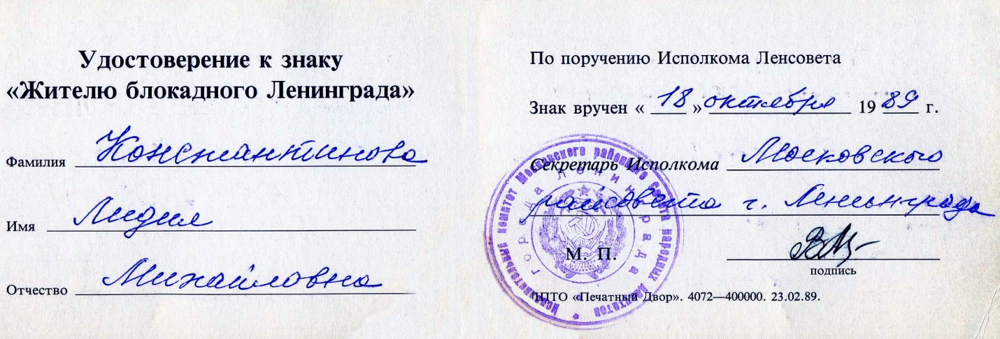 Удостоверение к знаку
«Жителю блокадного Ленинграда»
Фамилия Константинова
Имя Лидия
Отчество Михайловна
По поручению Исполкома Ленсовета
Знак вручен « 18 » октября 19 89 г.
Секретарь Исполкома Московского
райсовета г. Ленинграда
М. П.
подпись
ЛПТО «Печатный Двор». 4072—400000. 23.02.89.
Исполнительный комитет Московского районного Совета народных депутатов
города Ленинграда